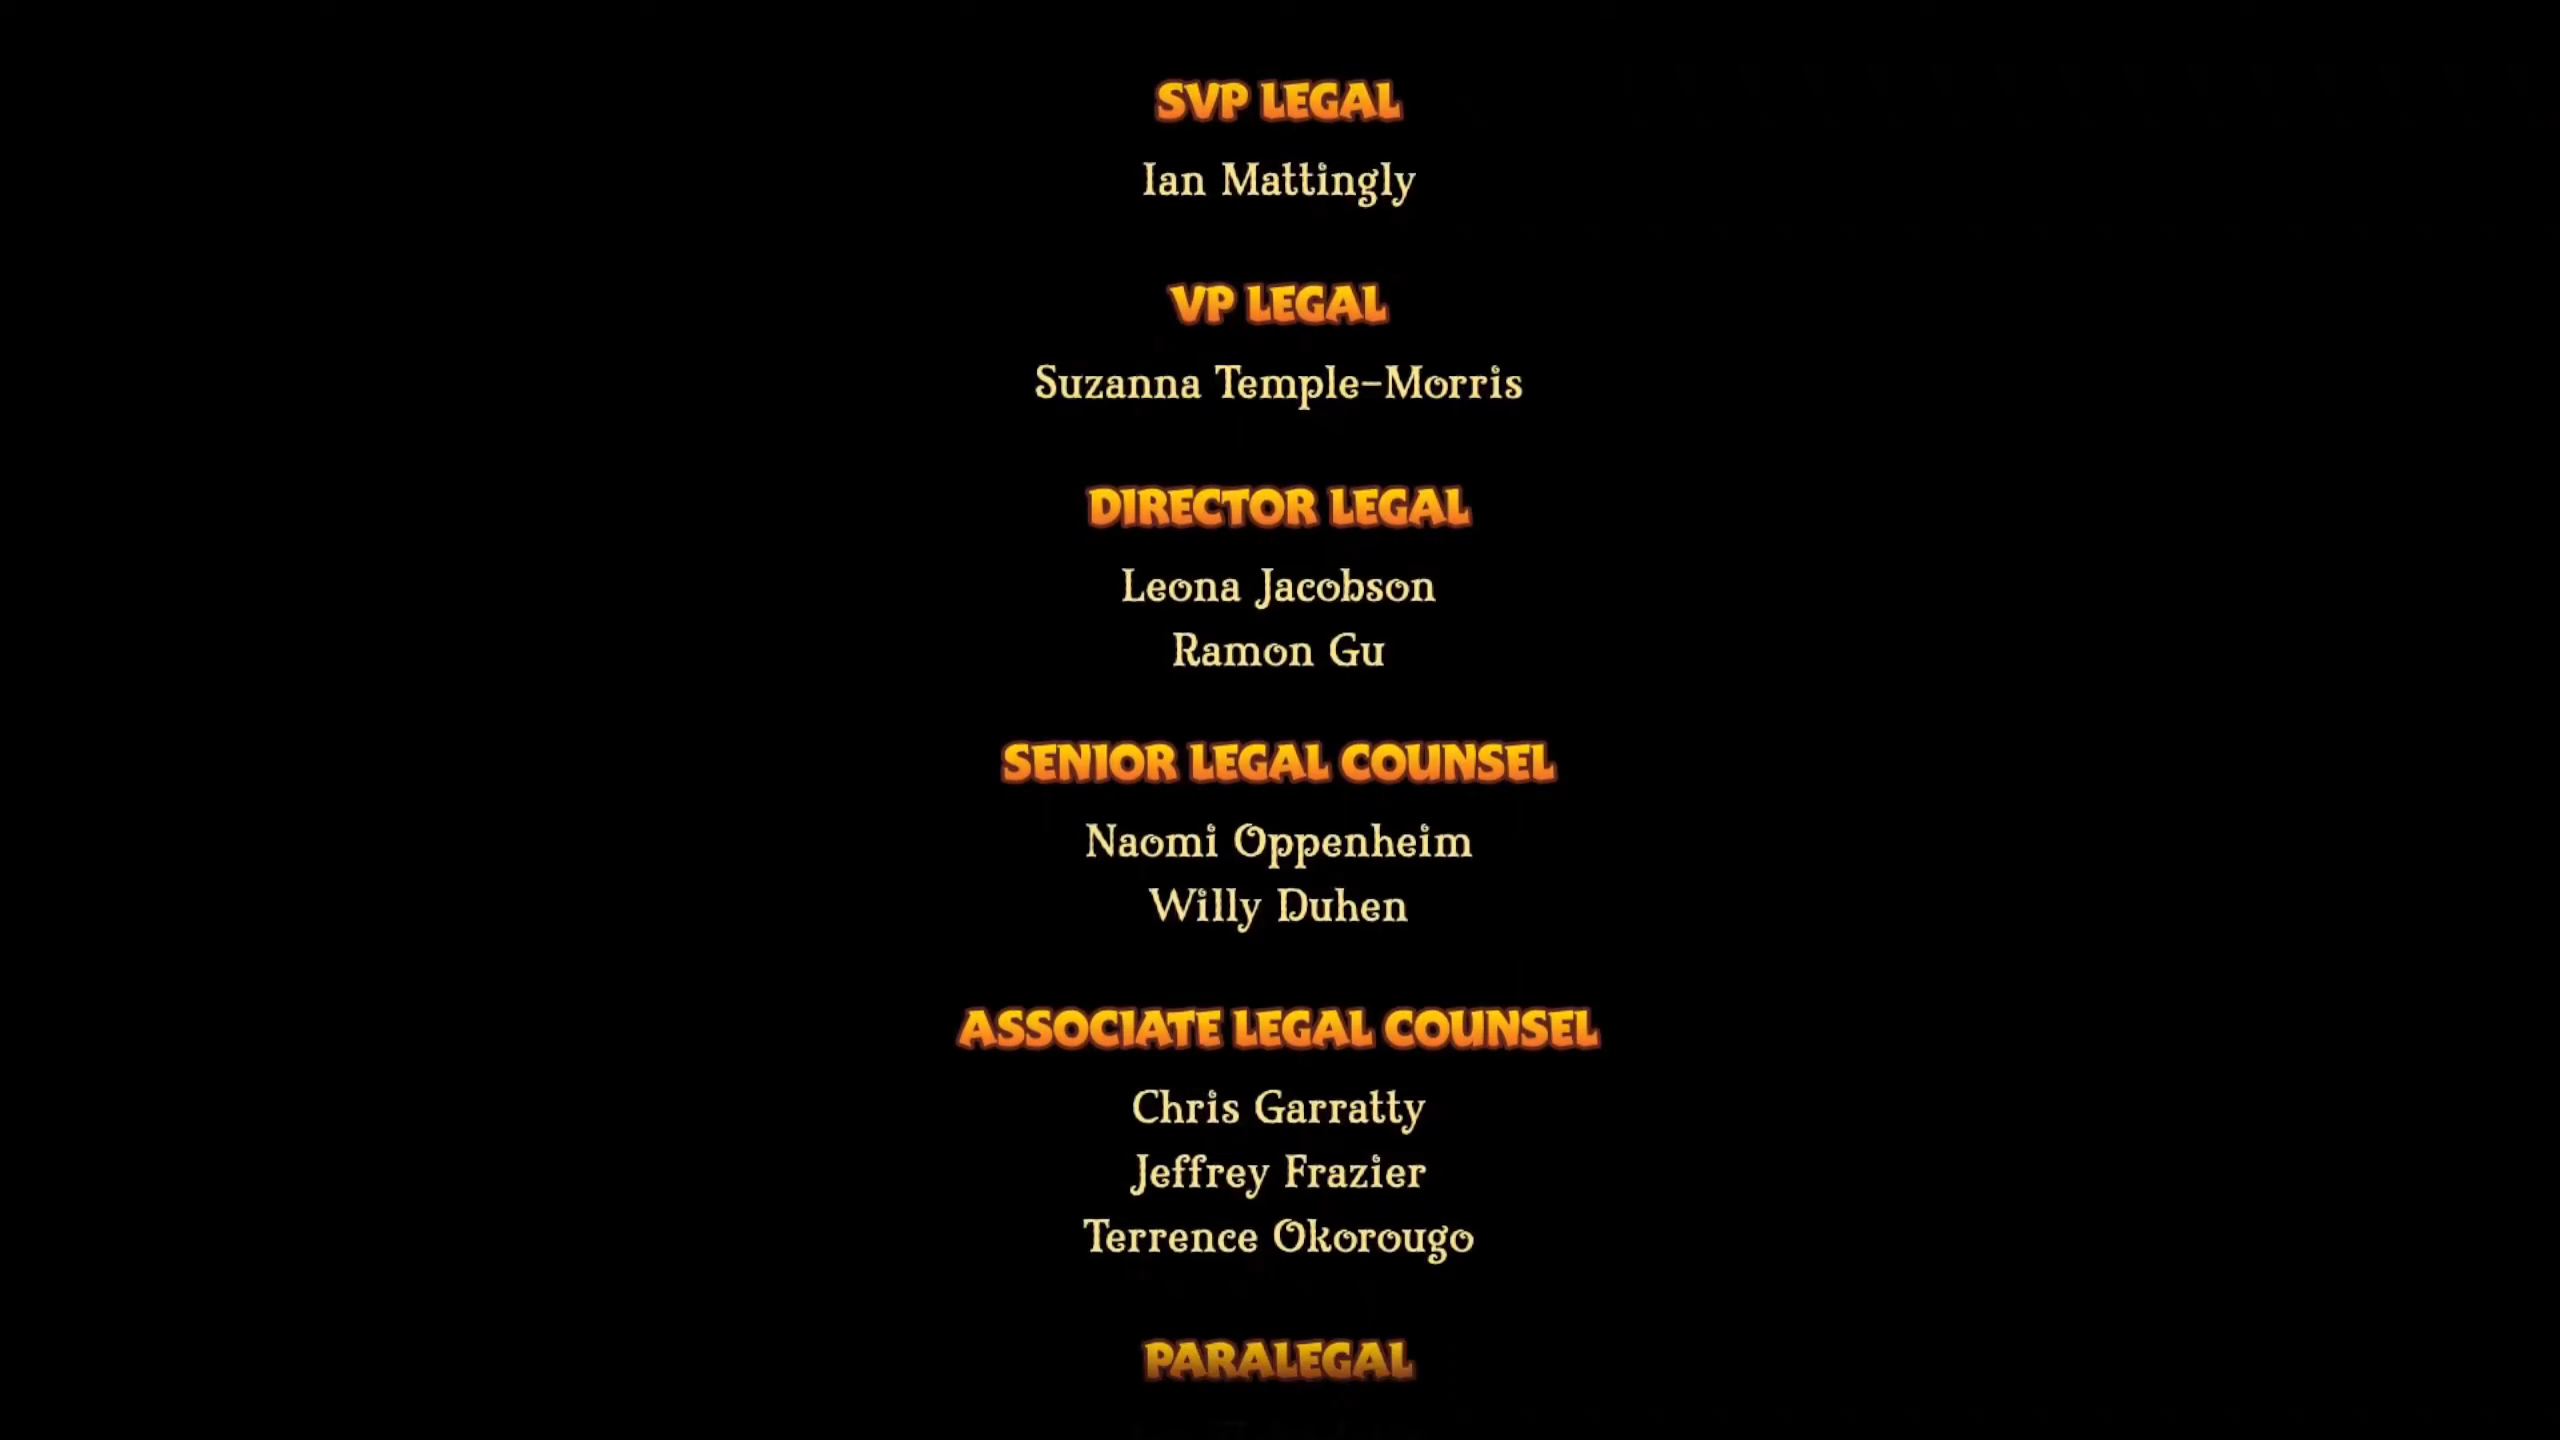 SVP LEGAL
Ian Mattingly
VP LEGAL
Suzanna Temple-Morris
DIRECTOR LEGAL
Leona Jacobson
Ramon Gu
SENIOR LEGAL COUNSEL
Naomi Oppenheim
Willy Duhen
ASSOCIATE LEGAL COUNSEL
Chris Garratty
Jeffrey Frazier
Terrence Okorougo
PARALEGAL